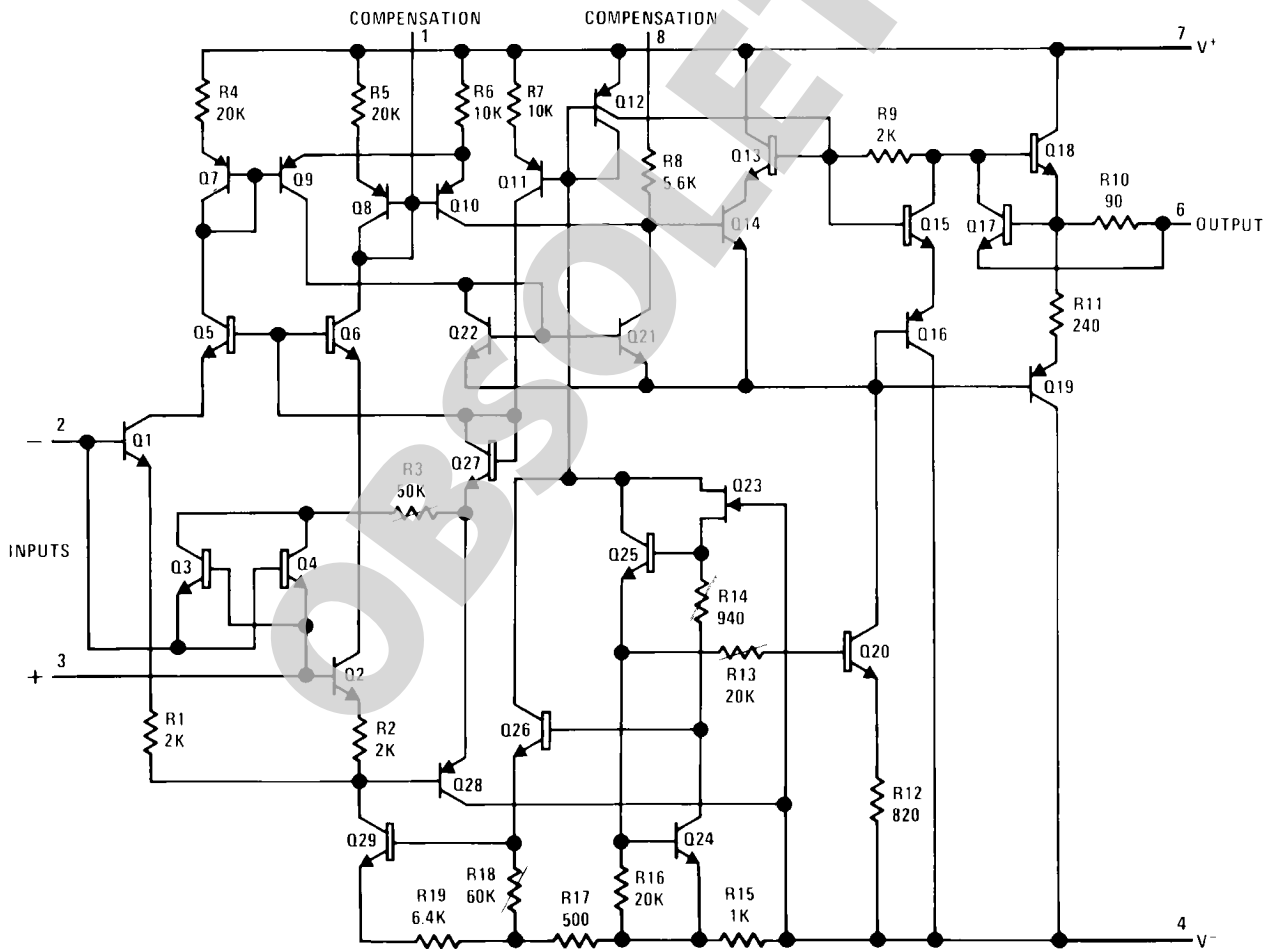 COMPENSATION
1
COMPENSATION
8
7
V+
R4
20K
R5
20K
R6
10K
R7
10K
Q12
R9
2K
Q7
Q9
Q8
Q10
Q11
R8
5.6K
Q13
Q18
R10
90
6
OUTPUT
Q14
Q15
Q17
R11
240
Q5
Q6
Q22
Q21
Q16
Q19
2
−
Q1
Q27
R3
50K
Q23
INPUTS
Q3
Q4
Q25
R14
940
3
+
Q2
R13
20K
Q20
R1
2K
R2
2K
Q26
Q28
R12
820
Q29
Q24
R18
60K
R16
20K
R19
6.4K
R17
500
R15
1K
4
V−
OBSOLETE